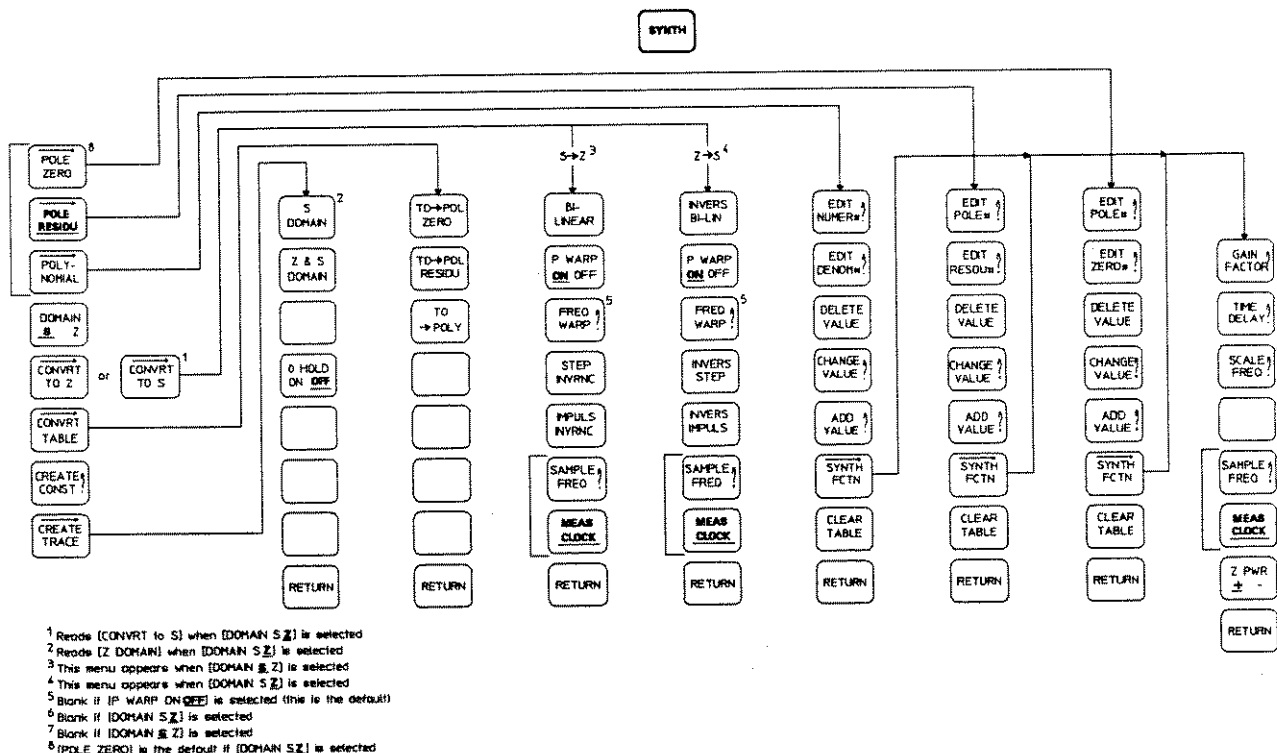 SYNTH
8
POLE
ZERO
POLE
RESIDU
POLY-
NOMIAL
DOMAIN
S Z
CONVRT
TO Z
or
CONVRT
TO S
1
CONVRT
TABLE
CREATE
CONST
CREATE
TRACE
S
DOMAIN
2
Z & S
DOMAIN
0 HOLD
ON OFF
RETURN
TO→POL
ZERO
TO→POL
RESIDU
TO
→POLY
RETURN
S→Z 3
BI-
LINEAR
P WARP
ON OFF
FREQ
WARP
5
STEP
INVRNC
IMPULS
INVRNC
SAMPLE
FREQ
MEAS
CLOCK
RETURN
Z→S 4
INVERS
BI-LIN
P WARP
ON OFF
FREQ
WARP
5
INVERS
STEP
INVERS
IMPULS
SAMPLE
FREQ
MEAS
CLOCK
RETURN
EDIT
NUMER#
EDIT
DENOM#
DELETE
VALUE
CHANGE
VALUE
ADD
VALUE
SYNTH
FCTN
CLEAR
TABLE
RETURN
EDIT
POLE#
EDIT
RESDU#
DELETE
VALUE
CHANGE
VALUE
ADD
VALUE
SYNTH
FCTN
CLEAR
TABLE
RETURN
EDIT
POLE#
EDIT
ZERO#
DELETE
VALUE
CHANGE
VALUE
ADD
VALUE
SYNTH
FCTN
CLEAR
TABLE
RETURN
GAIN
FACTOR
TIME
DELAY
SCALE
FREQ
SAMPLE
FREQ
MEAS
CLOCK
Z PWR
+ -
RETURN
1 Reads [CONVRT to S] when [DOMAIN S Z] is selected
2 Reads [Z DOMAIN] when [DOMAIN S Z] is selected
3 This menu appears when [DOMAIN S Z] is selected
4 This menu appears when [DOMAIN S Z] is selected
5 Blank if [P WARP ON OFF] is selected (this is the default)
6 Blank if [DOMAIN S Z] is selected
7 Blank if [DOMAIN S Z] is selected
8 [POLE ZERO] is the default if [DOMAIN S Z] is selected